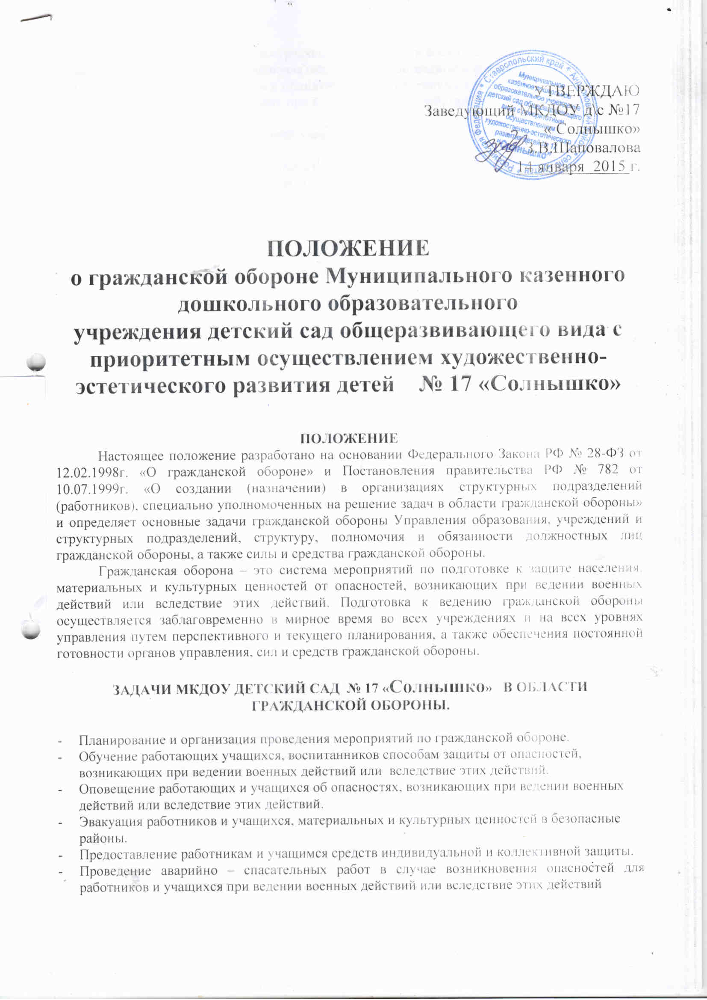 УТВЕРЖДАЮ
Заведующий МКДОУ д\с №17
« Солнышко»
З.В.Шаповалова
14 января 2015 г.
Ставропольский край
Муниципальное
казённое дошкольное
образовательное учреждение
детский сад общеразвивающего
вида с приоритетным
осуществлением
художественно-эстетического
развития детей № 17
"Солнышко"
ПОЛОЖЕНИЕ
о гражданской обороне Муниципального казенного
дошкольного образовательного
учреждения детский сад общеразвивающего вида с
приоритетным осуществлением художественно-
эстетического развития детей № 17 «Солнышко»
ПОЛОЖЕНИЕ
Настоящее положение разработано на основании Федерального Закона РФ № 28-ФЗ от
12.02.1998г. «О гражданской обороне» и Постановления правительства РФ № 782 от
10.07.1999г. «О создании (назначении) в организациях структурных подразделений
(работников), специально уполномоченных на решение задач в области гражданской обороны»
и определяет основные задачи гражданской обороны Управления образования, учреждений и
структурных подразделений, структуру, полномочия и обязанности должностных лиц
гражданской обороны, а также силы и средства гражданской обороны.
Гражданская оборона – это система мероприятий по подготовке к защите населения,
материальных и культурных ценностей от опасностей, возникающих при ведении военных
действий или вследствие этих действий. Подготовка к ведению гражданской обороны
осуществляется заблаговременно в мирное время во всех учреждениях и на всех уровнях
управления путем перспективного и текущего планирования, а также обеспечения постоянной
готовности органов управления, сил и средств гражданской обороны.
ЗАДАЧИ МКДОУ ДЕТСКИЙ САД № 17 «Солнышко» В ОБЛАСТИ
ГРАЖДАНСКОЙ ОБОРОНЫ.
- Планирование и организация проведения мероприятий по гражданской обороне.
- Обучение работающих учащихся, воспитанников способам защиты от опасностей,
возникающих при ведении военных действий или вследствие этих действий.
- Оповещение работающих и учащихся об опасностях, возникающих при ведении военных
действий или вследствие этих действий.
- Эвакуация работников и учащихся, материальных и культурных ценностей в безопасные
районы.
- Предоставление работникам и учащимся средств индивидуальной и коллективной защиты.
- Проведение аварийно – спасательных работ в случае возникновения опасностей для
работников и учащихся при ведении военных действий или вследствие этих действий